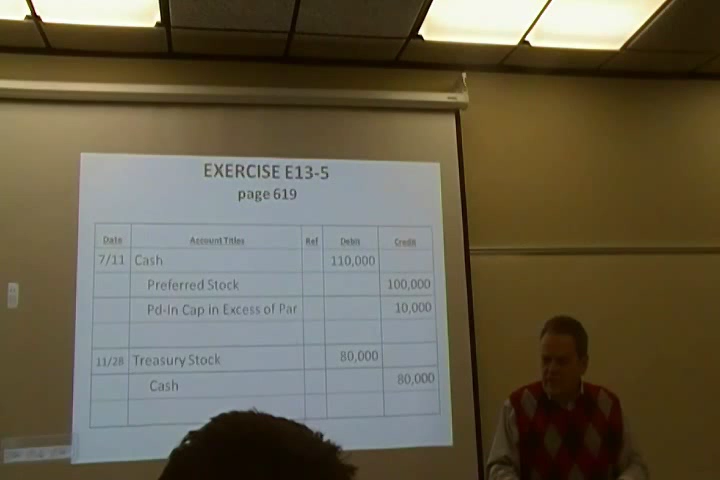 EXERCISE E13-5
page 619
Date Account Titles Ref Debit Credit
7/11 Cash 110,000
Preferred Stock 100,000
Pd-In Cap in Excess of Par 10,000
11/28 Treasury Stock 80,000
Cash 80,000